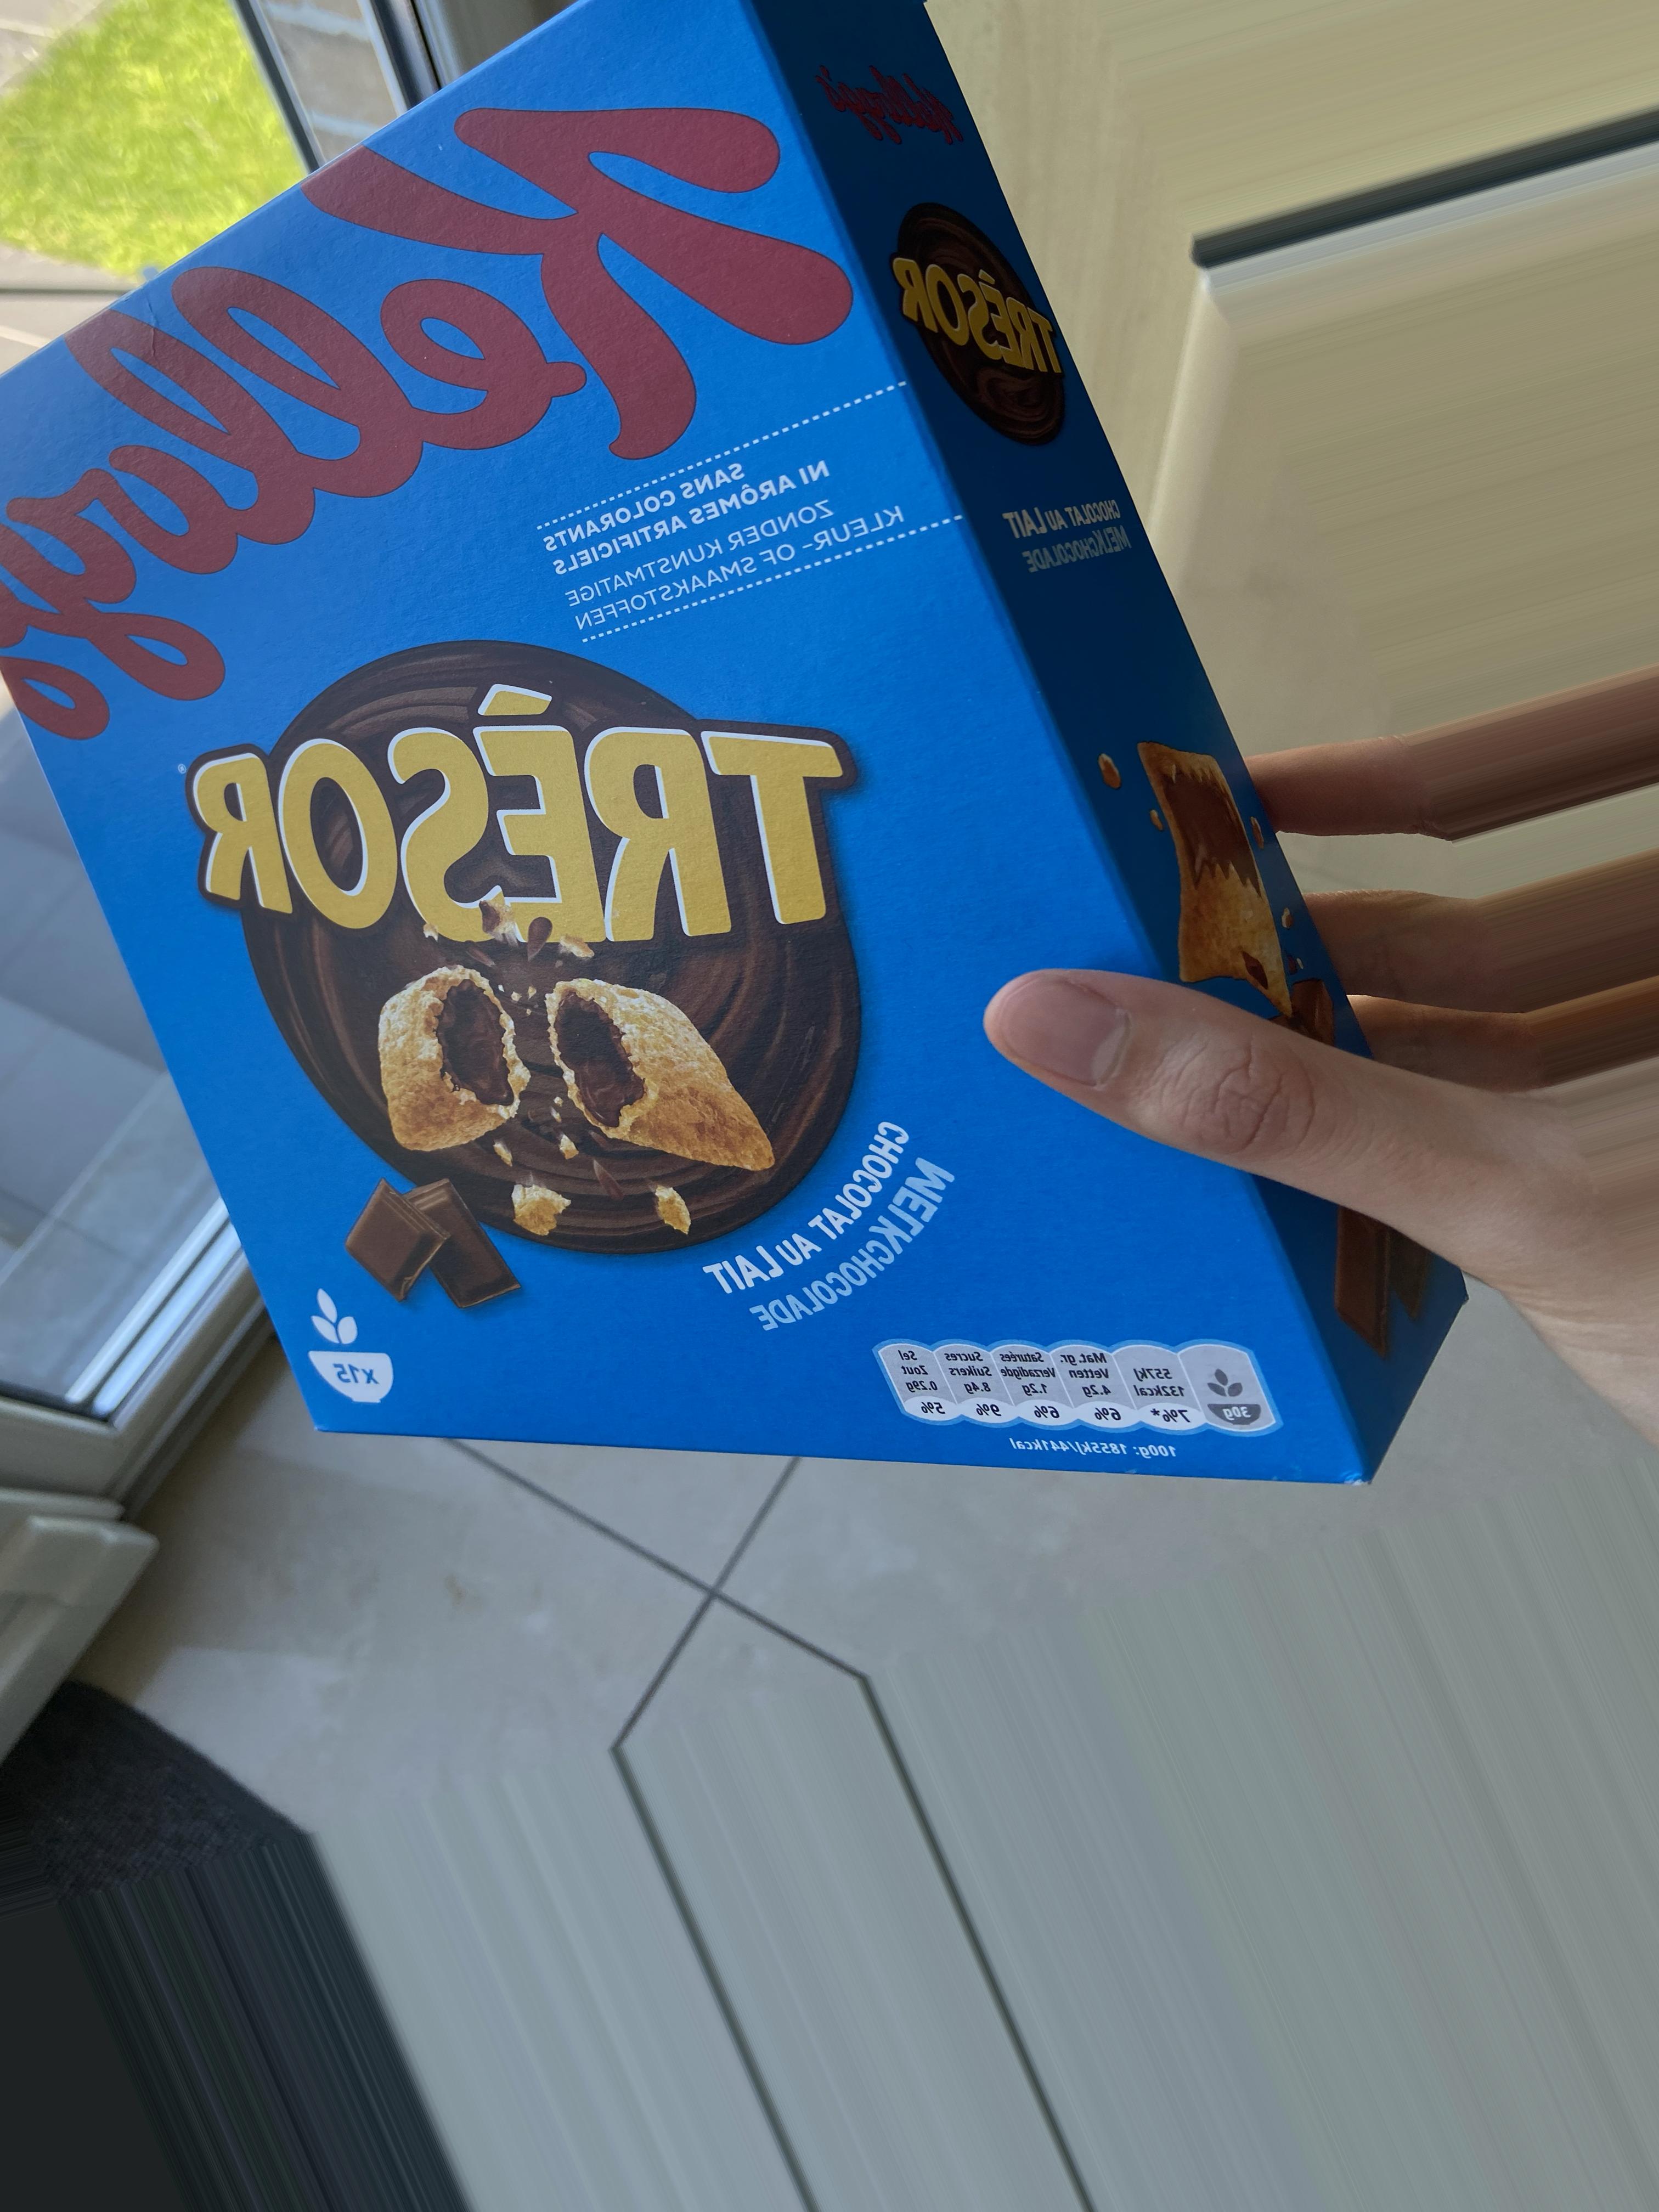 Kellogg's
SANS COLORANTS
NI ARÔMES ARTIFICIELS
ZONDER KUNSTMATIGE
KLEUR- OF SMAAKSTOFFEN
TRÉSOR
®
CHOCOLAT AU LAIT
MELKCHOCOLADE
x15
30g
557kJ
132kcal
7%*
Mat.gr.
Vetten
4.2g
6%
Saturées
Verzadigde
1.2g
6%
Sucres
Suikers
8.4g
9%
Sel
Zout
0.29g
5%
100g: 1855kJ/441kcal
Kellogg's
TRÉSOR
CHOCOLAT AU LAIT
MELKCHOCOLADE